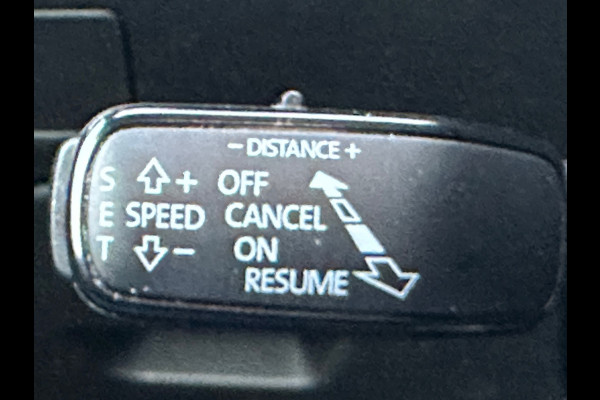 - DISTANCE +
S + OFF
E SPEED CANCEL
T - ON
RESUME